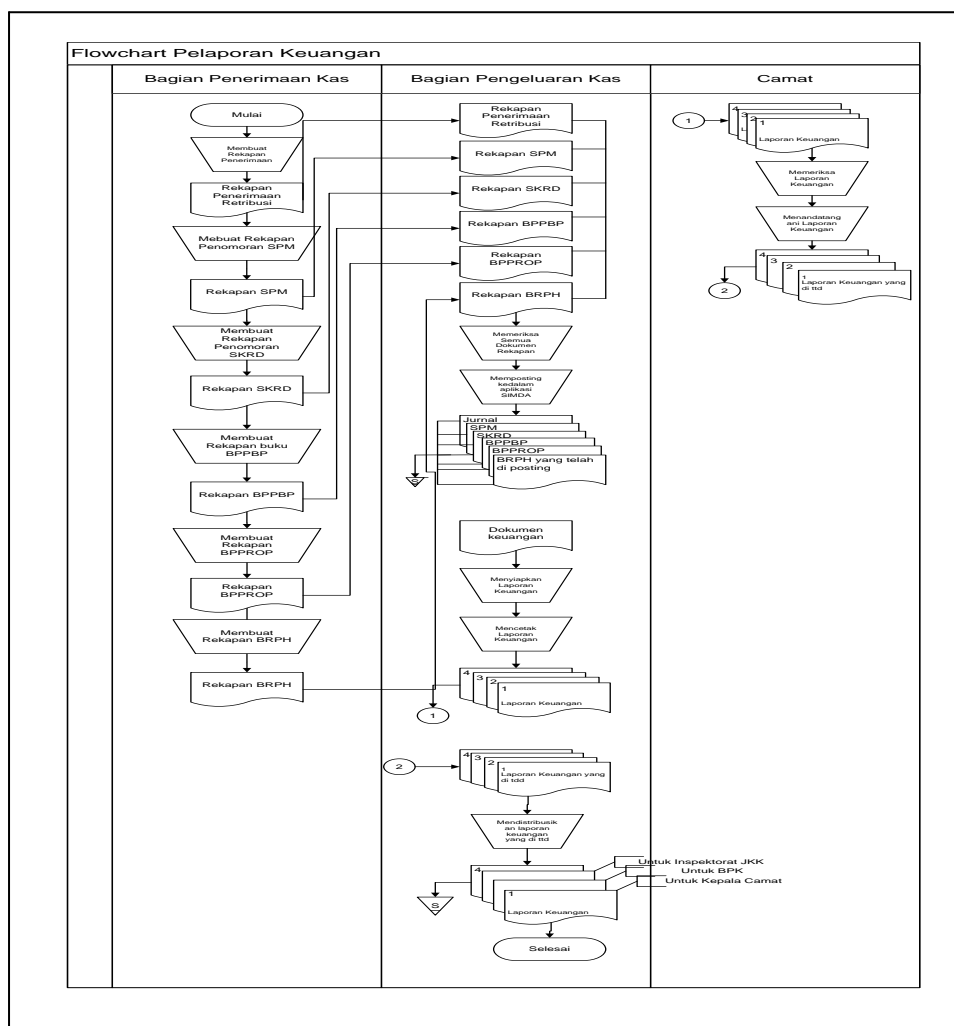 Flowchart Pelaporan Keuangan
Bagian Penerimaan Kas
Bagian Pengeluaran Kas
Camat
Mulai
Membuat
Rekapan
Penerimaan
Rekapan
Penerimaan
Retribusi
Mebuat Rekapan
Penomoran SPM
Rekapan SPM
Membuat
Rekapan
Penomoran
SKRD
Rekapan SKRD
Membuat
Rekapan buku
BPPBP
Rekapan BPPBP
Membuat
Rekapan
BPPROP
Rekapan
BPPROP
Membuat
Rekapan BRPH
Rekapan BRPH
Rekapan
Penerimaan
Retribusi
Rekapan SPM
Rekapan SKRD
Rekapan BPPBP
Rekapan
BPPROP
Rekapan BRPH
Memeriksa
Semua
Dokumen
Rekapan
Memposting
kedalam
aplikasi
SIMDA
Jurnal
SPM
SKRD
BPPBP
BPPROP
BRPH yang telah
di posting
S
Dokumen
keuangan
Menyiapkan
Laporan
Keuangan
Mencetak
Laporan
Keuangan
4
3
2
1
Laporan Keuangan
1
2
4
3
2
1
Laporan Keuangan yang
di tdd
Mendistribusik
an laporan
keuangan
yang di ttd
4
1
Laporan Keuangan
Untuk Inspektorat JKK
Untuk BPK
Untuk Kepala Camat
S
Selesai
1
4
3
2
1
L
Laporan Keuangan
Memeriksa
Laporan
Keuangan
Menandatang
ani Laporan
Keuangan
4
3
2
1
Laporan Keuangan yang
di ttd
2